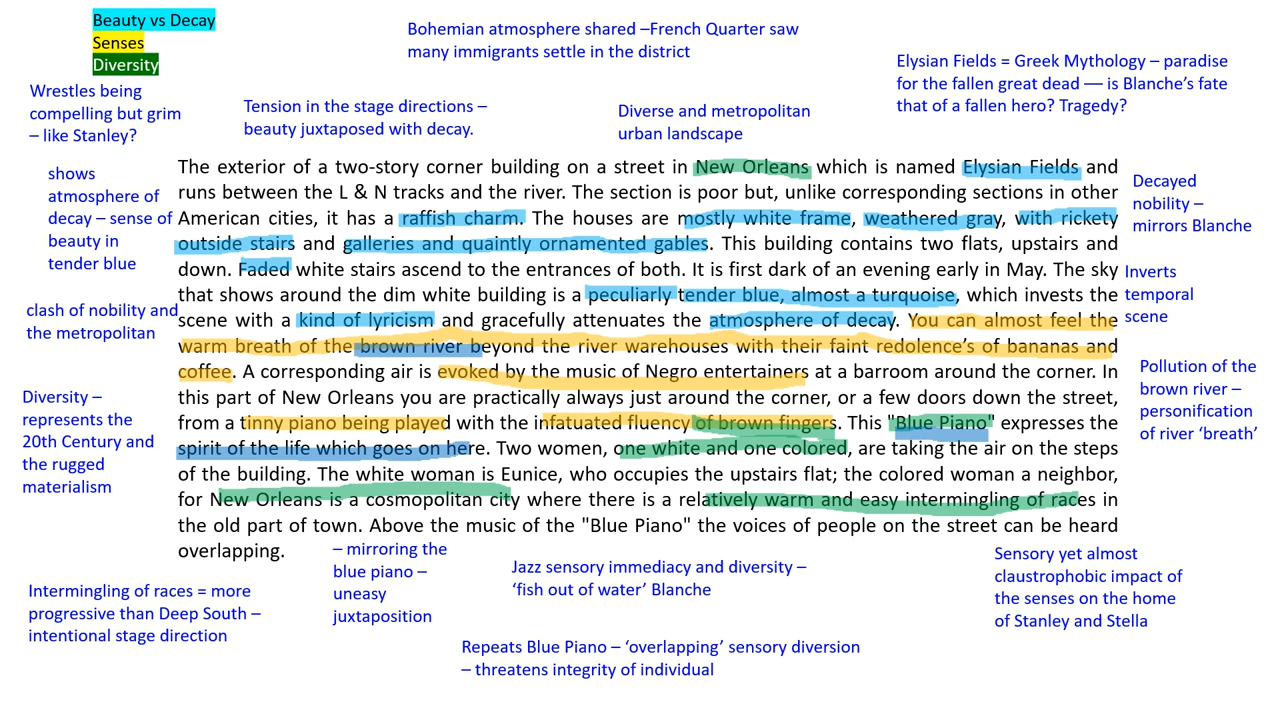 Beauty vs Decay
Senses
Diversity
Bohemian atmosphere shared –French Quarter saw
many immigrants settle in the district
Elysian Fields = Greek Mythology – paradise
for the fallen great dead –– is Blanche's fate
that of a fallen hero? Tragedy?
Wrestles being
compelling but grim
– like Stanley?
Tension in the stage directions –
beauty juxtaposed with decay.
Diverse and metropolitan
urban landscape
shows
atmosphere of
decay – sense of
beauty in
tender blue
clash of nobility and
the metropolitan
Diversity –
represents the
20th Century and
the rugged
materialism
The exterior of a two-story corner building on a street in New Orleans which is named Elysian Fields and
runs between the L & N tracks and the river. The section is poor but, unlike corresponding sections in other
American cities, it has a raffish charm. The houses are mostly white frame, weathered gray, with rickety
outside stairs and galleries and quaintly ornamented gables. This building contains two flats, upstairs and
down. Faded white stairs ascend to the entrances of both. It is first dark of an evening early in May. The sky
that shows around the dim white building is a peculiarly tender blue, almost a turquoise, which invests the
scene with a kind of lyricism and gracefully attenuates the atmosphere of decay. You can almost feel the
warm breath of the brown river beyond the river warehouses with their faint redolence's of bananas and
coffee. A corresponding air is evoked by the music of Negro entertainers at a barroom around the corner. In
this part of New Orleans you are practically always just around the corner, or a few doors down the street,
from a tinny piano being played with the infatuated fluency of brown fingers. This "Blue Piano" expresses the
spirit of the life which goes on here. Two women, one white and one colored, are taking the air on the steps
of the building. The white woman is Eunice, who occupies the upstairs flat; the colored woman a neighbor,
for New Orleans is a cosmopolitan city where there is a relatively warm and easy intermingling of races in
the old part of town. Above the music of the "Blue Piano" the voices of people on the street can be heard
overlapping.
Decayed
nobility –
mirrors Blanche
Inverts
temporal
scene
Pollution of the
brown river –
personification
of river 'breath'
Intermingling of races = more
progressive than Deep South –
intentional stage direction
– mirroring the
blue piano –
uneasy
juxtaposition
Jazz sensory immediacy and diversity –
'fish out of water' Blanche
Repeats Blue Piano – 'overlapping' sensory diversion
– threatens integrity of individual
Sensory yet almost
claustrophobic impact of
the senses on the home
of Stanley and Stella